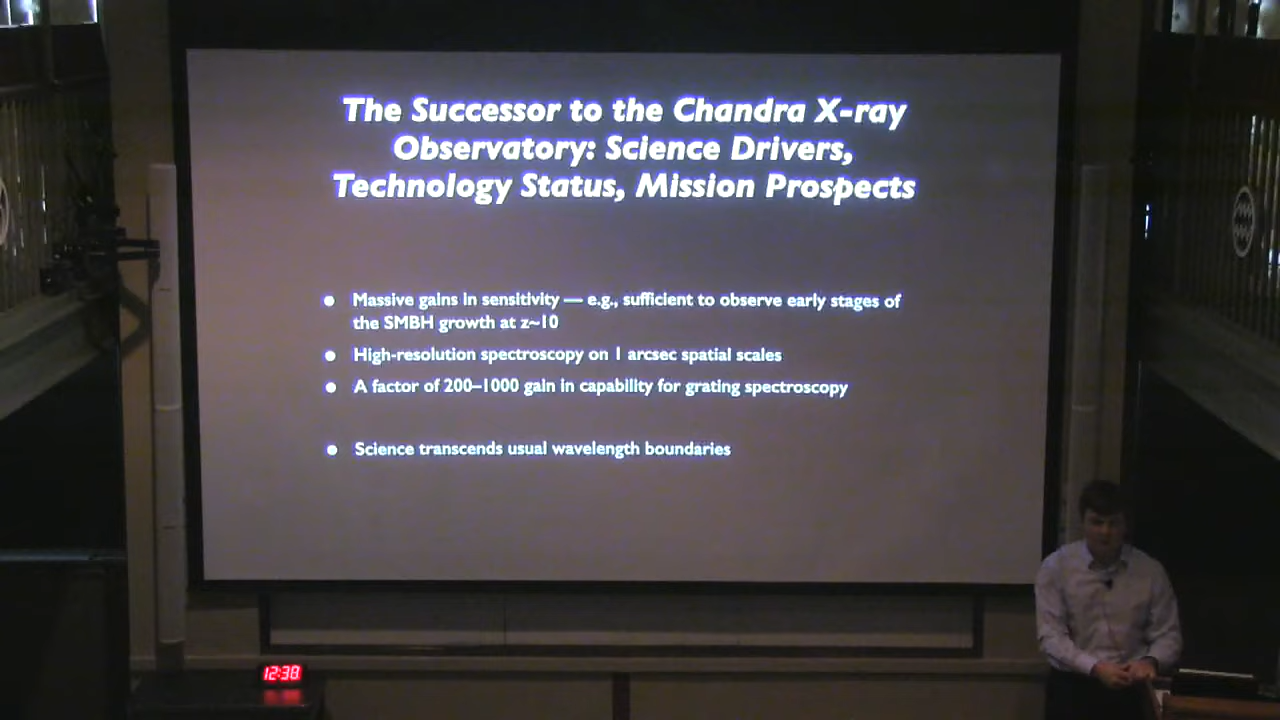 The Successor to the Chandra X-ray
Observatory: Science Drivers,
Technology Status, Mission Prospects
● Massive gains in sensitivity — e.g., sufficient to observe early stages of
the SMBH growth at z~10
● High-resolution spectroscopy on 1 arcsec spatial scales
● A factor of 200–1000 gain in capability for grating spectroscopy
● Science transcends usual wavelength boundaries
12:38